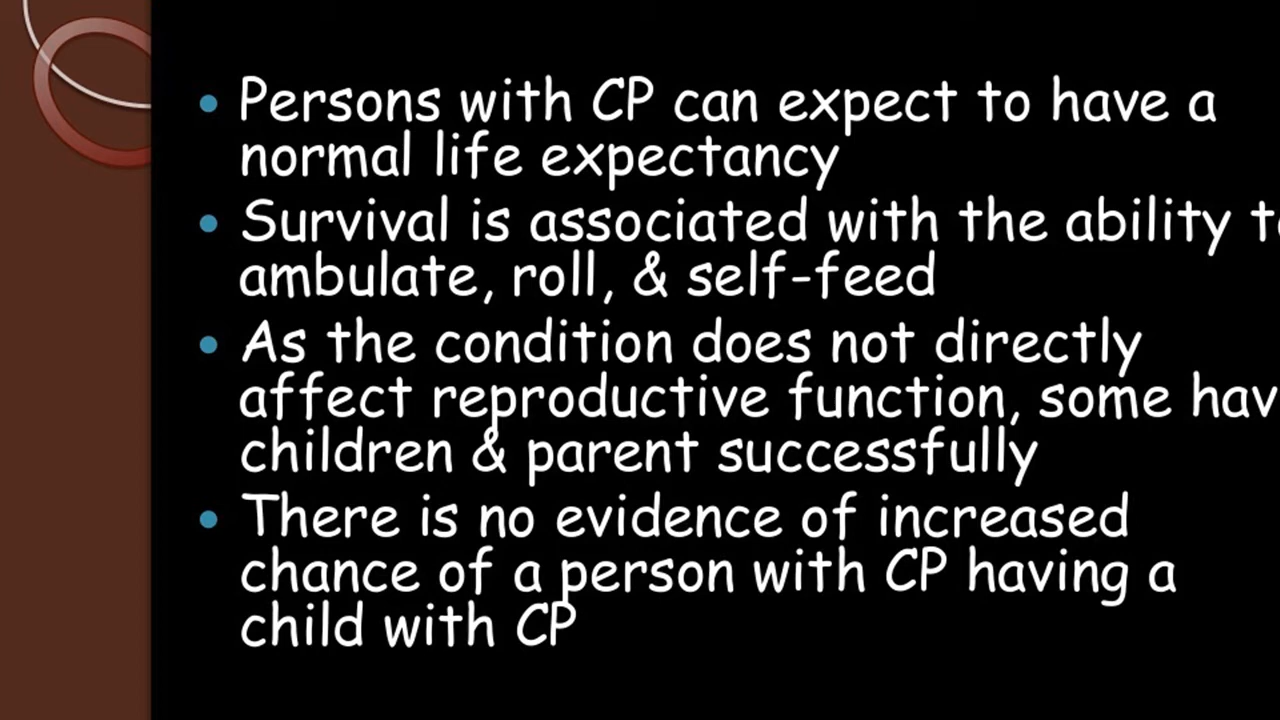 • Persons with CP can expect to have a
normal life expectancy
• Survival is associated with the ability
ambulate, roll, & self-feed
• As the condition does not directly
affect reproductive function, some
children & parent successfully
• There is no evidence of increased
chance of a person with CP having a
child with CP